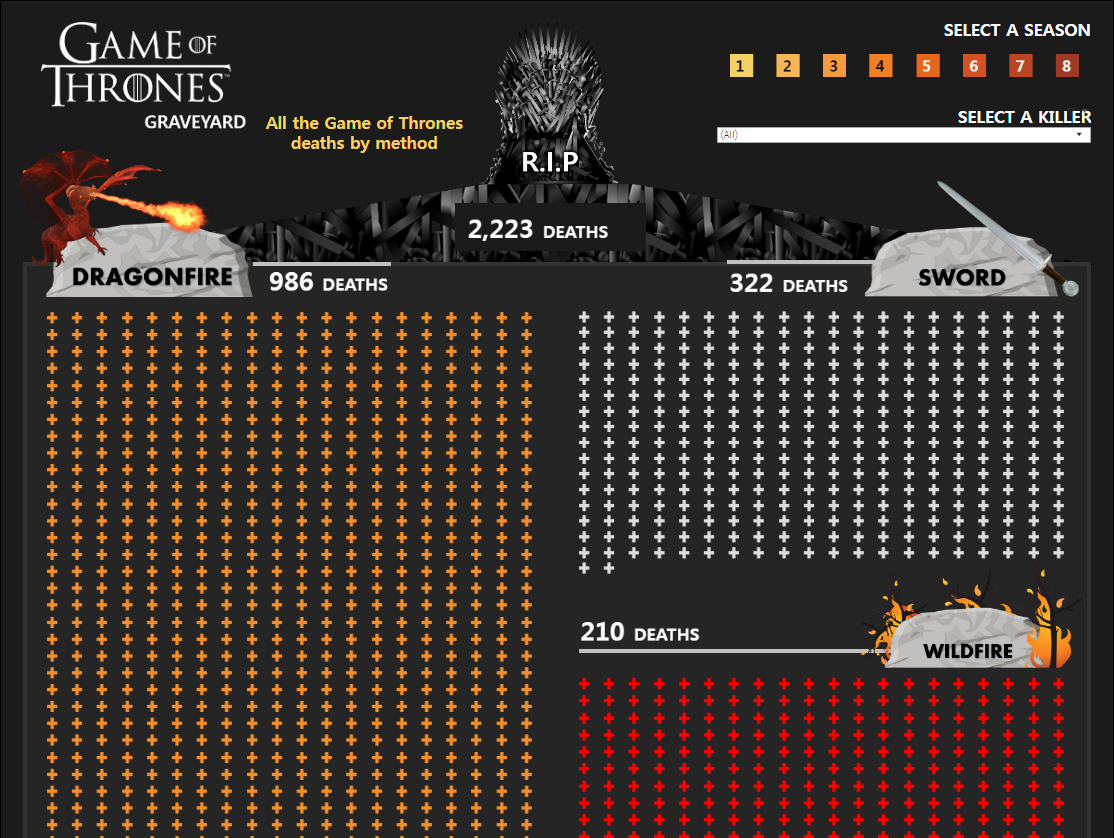 GAME OF
THRONES™
GRAVEYARD
All the Game of Thrones
deaths by method
R.I.P
SELECT A SEASON
1 2 3 4 5 6 7 8
SELECT A KILLER
(All)
2,223 DEATHS
DRAGONFIRE
986 DEATHS
322 DEATHS
SWORD
210 DEATHS
WILDFIRE